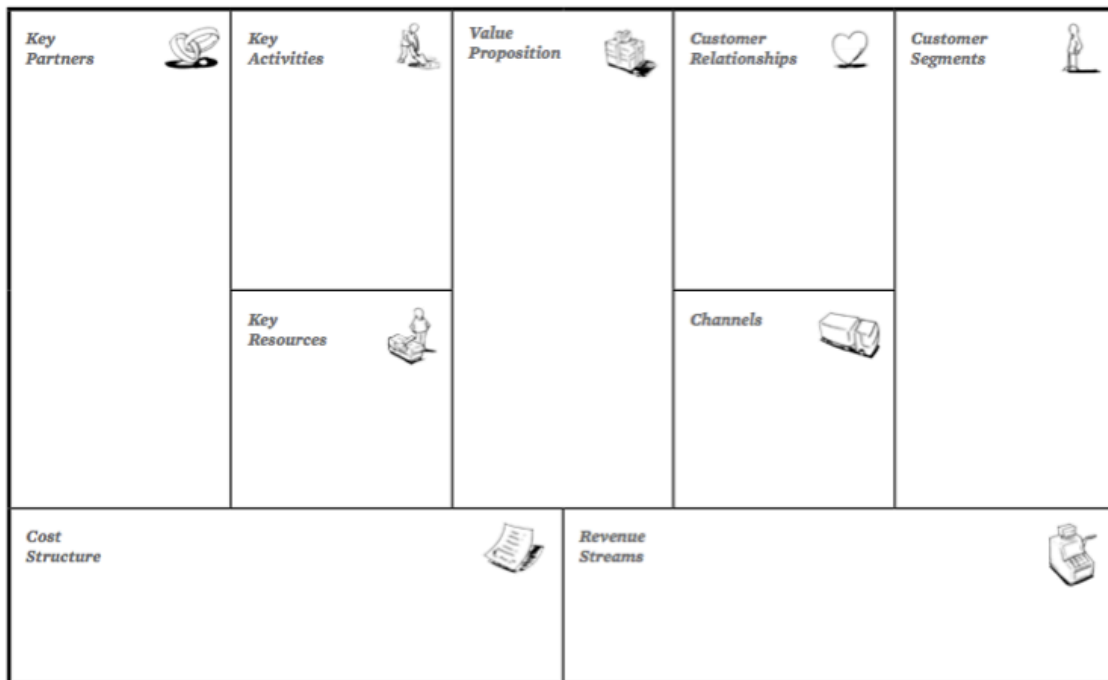 Key
Partners
Key
Activities
Value
Proposition
Customer
Relationships
Customer
Segments
Key
Resources
Channels
Cost
Structure
Revenue
Streams